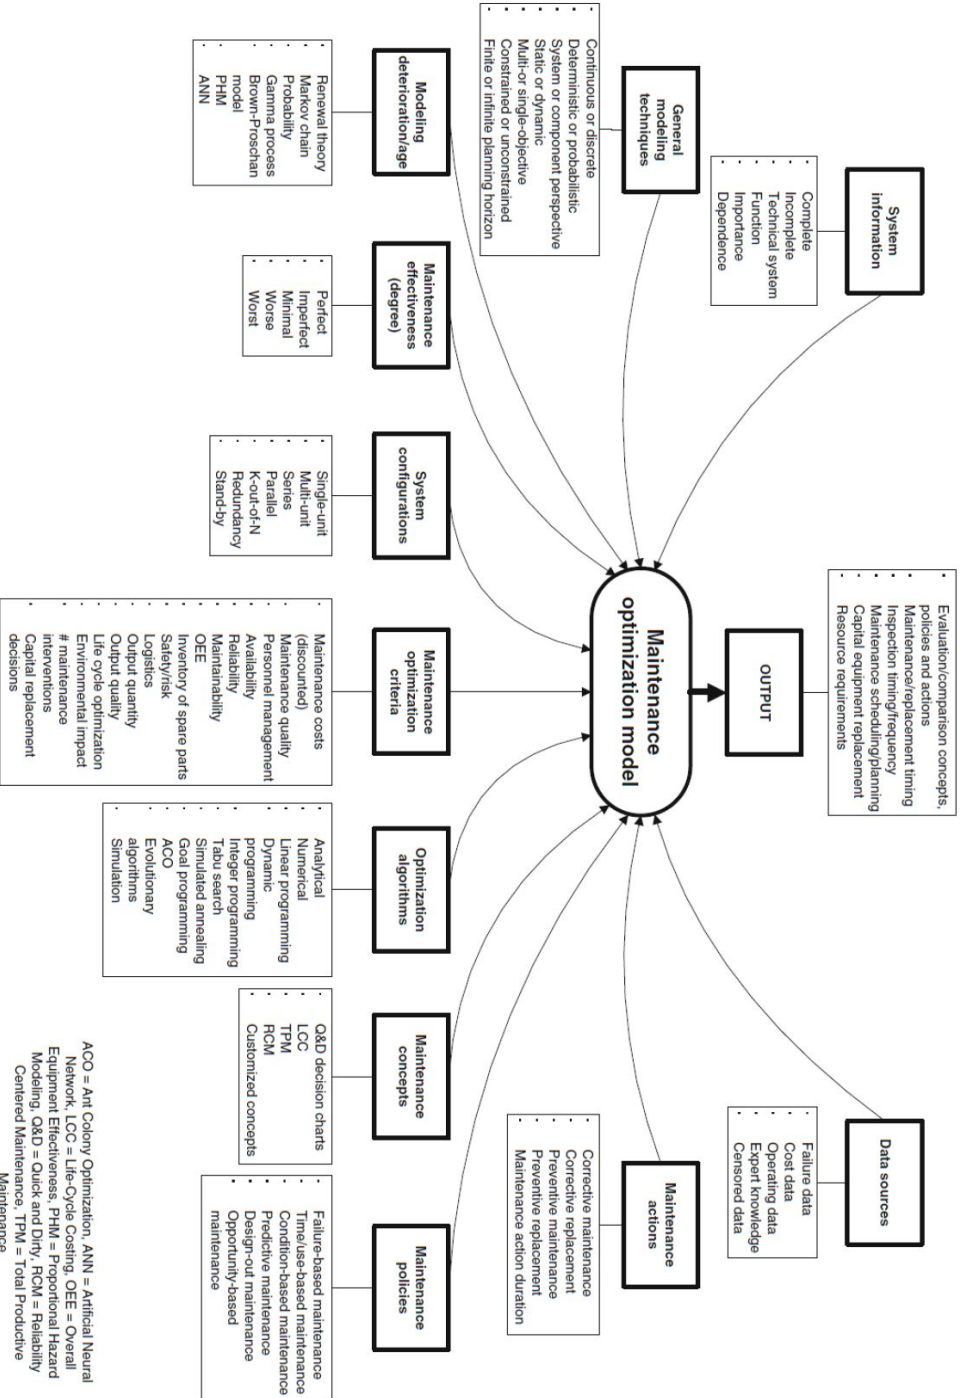 Evaluation/comparison concepts,
policies and actions
Maintenance/replacement timing
Inspection timing/frequency
Maintenance scheduling/planning
Capital equipment replacement
Resource requirements
OUTPUT
System
information
Complete
Incomplete
Technical system
Function
Importance
Dependence
Data sources
Failure data
Cost data
Operating data
Expert knowledge
Censored data
General
modeling
techniques
Continuous or discrete
Deterministic or probabilistic
System or component perspective
Static or dynamic
Multi-or single-objective
Constrained or unconstrained
Finite or infinite planning horizon
Maintenance
optimization model
Maintenance
actions
Corrective maintenance
Corrective replacement
Preventive maintenance
Preventive replacement
Maintenance action duration
Modeling
deterioration/age
Renewal theory
Markov chain
Probability
Gamma process
Brown-Proschan
model
PHM
ANN
Maintenance
effectiveness
(degree)
Perfect
Imperfect
Minimal
Worse
Worst
System
configurations
Single-unit
Multi-unit
Series
Parallel
K-out-of-N
Redundancy
Stand-by
Maintenance
optimization
criteria
Maintenance costs
(discounted)
Maintenance quality
Personnel management
Availability
Reliability
Maintainability
OEE
Inventory of spare parts
Safety/risk
Logistics
Output quantity
Output quality
Life cycle optimization
Environmental impact
# maintenance
interventions
Capital replacement
decisions
Optimization
algorithms
Analytical
Numerical
Linear programming
Dynamic
programming
Integer programming
Tabu search
Simulated annealing
Goal programming
ACO
Evolutionary
algorithms
Simulation
Maintenance
concepts
Q&D decision charts
LCC
TPM
RCM
Customized concepts
Maintenance
policies
Failure-based maintenance
Time/use-based maintenance
Condition-based maintenance
Predictive maintenance
Design-out maintenance
Opportunity-based
maintenance
ACO = Ant Colony Optimization, ANN = Artificial Neural
Network, LCC = Life-Cycle Costing, OEE = Overall
Equipment Effectiveness, PHM = Proportional Hazard
Modeling, Q&D = Quick and Dirty, RCM = Reliability
Centered Maintenance, TPM = Total Productive
Maintenance